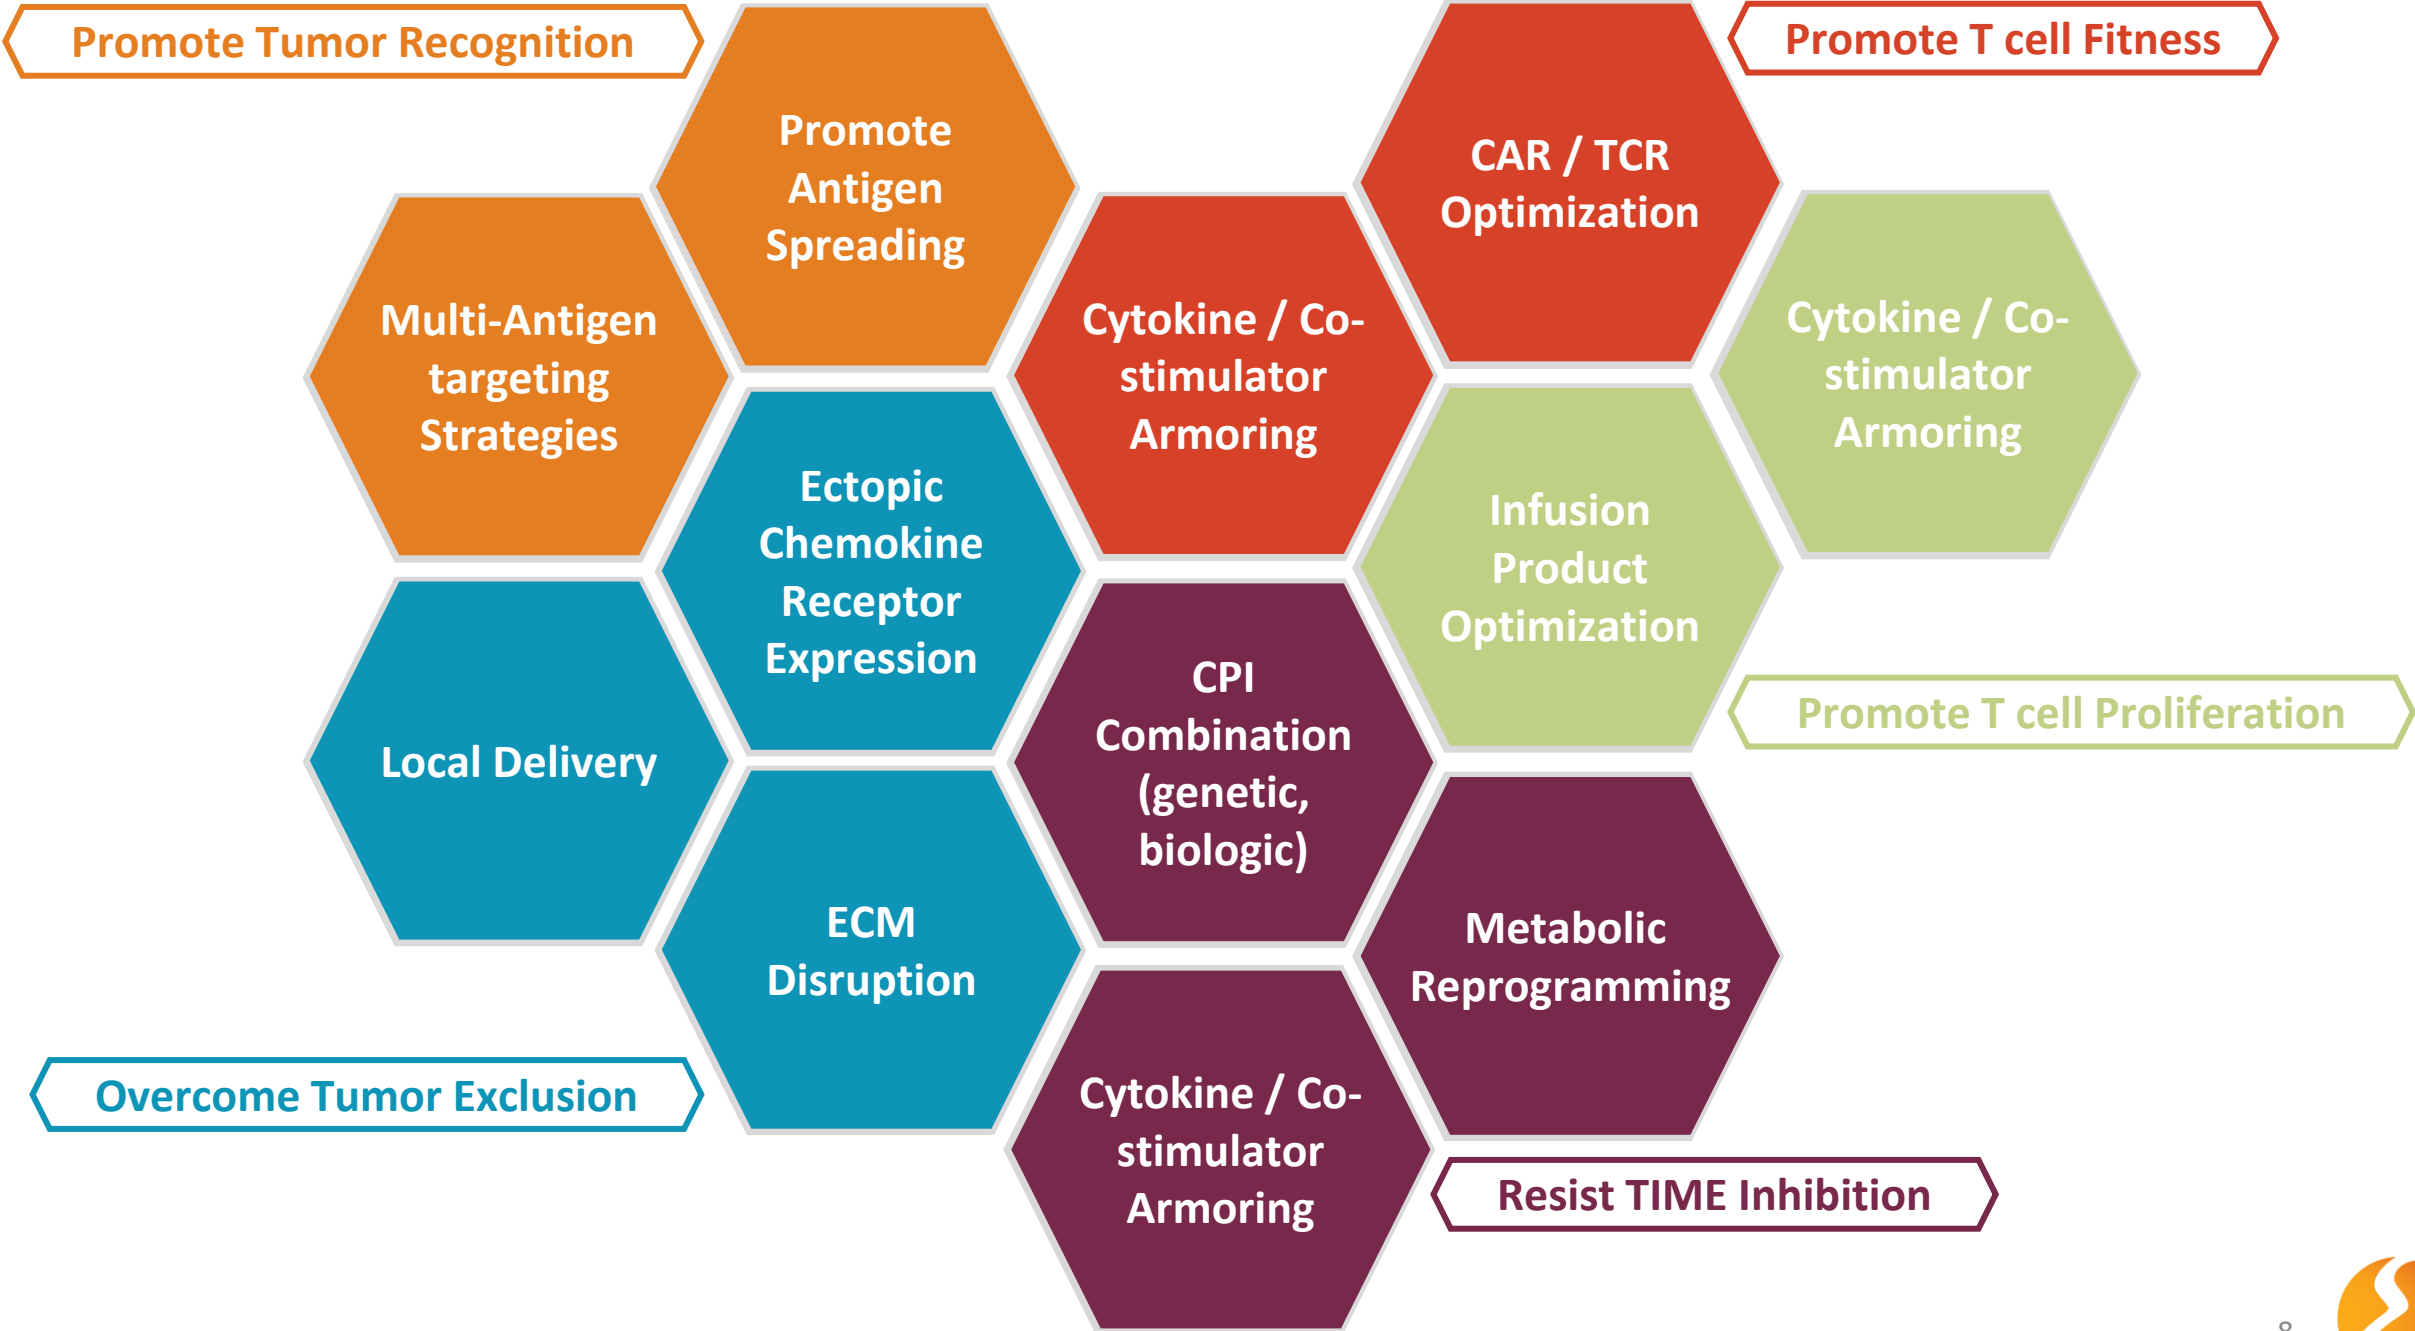 Promote Tumor Recognition
Promote T cell Fitness
Promote
Antigen
Spreading
CAR / TCR
Optimization
Multi-Antigen
targeting
Strategies
Cytokine / Co-
stimulator
Armoring
Cytokine / Co-
stimulator
Armoring
Ectopic
Chemokine
Receptor
Expression
Infusion
Product
Optimization
Local Delivery
CPI
Combination
(genetic,
biologic)
Promote T cell Proliferation
ECM
Disruption
Metabolic
Reprogramming
Overcome Tumor Exclusion
Cytokine / Co-
stimulator
Armoring
Resist TIME Inhibition
8